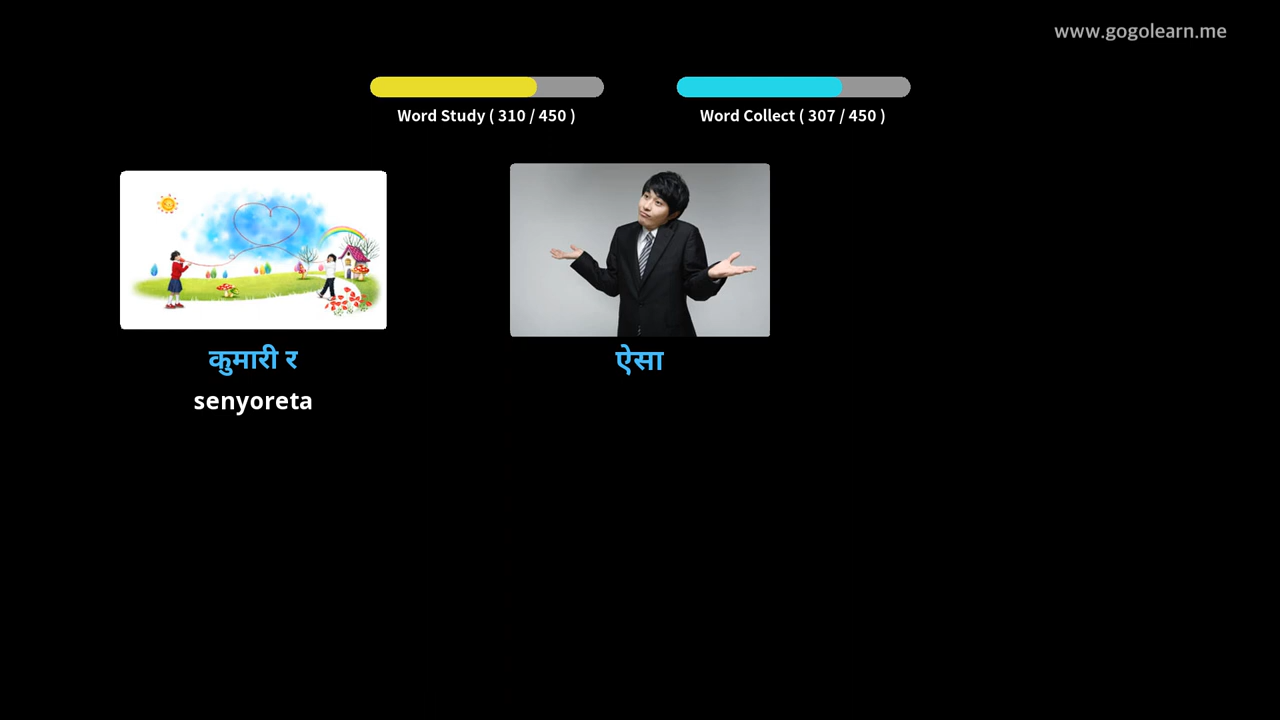 www.gogolearn.me
Word Study ( 310 / 450 )
Word Collect ( 307 / 450 )
कुमारी र
senyoreta
ऐसा